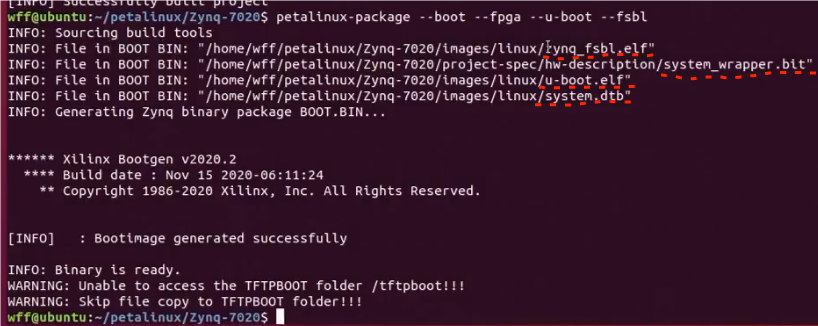 [INFO] Successfully built project
wff@ubuntu:~/petalinux/Zynq-7020$ petalinux-package --boot --fpga --u-boot --fsbl
INFO: Sourcing build tools
INFO: File in BOOT BIN: "/home/wff/petalinux/Zynq-7020/images/linux/zynq_fsbl.elf"
INFO: File in BOOT BIN: "/home/wff/petalinux/Zynq-7020/project-spec/hw-description/system_wrapper.bit"
INFO: File in BOOT BIN: "/home/wff/petalinux/Zynq-7020/images/linux/u-boot.elf"
INFO: File in BOOT BIN: "/home/wff/petalinux/Zynq-7020/images/linux/system.dtb"
INFO: Generating Zynq binary package BOOT.BIN...
****** Xilinx Bootgen v2020.2
**** Build date : Nov 15 2020-06:11:24
** Copyright 1986-2020 Xilinx, Inc. All Rights Reserved.
[INFO]   : Bootimage generated successfully
INFO: Binary is ready.
WARNING: Unable to access the TFTPBOOT folder /tftpboot!!!
WARNING: Skip file copy to TFTPBOOT folder!!!
wff@ubuntu:~/petalinux/Zynq-7020$